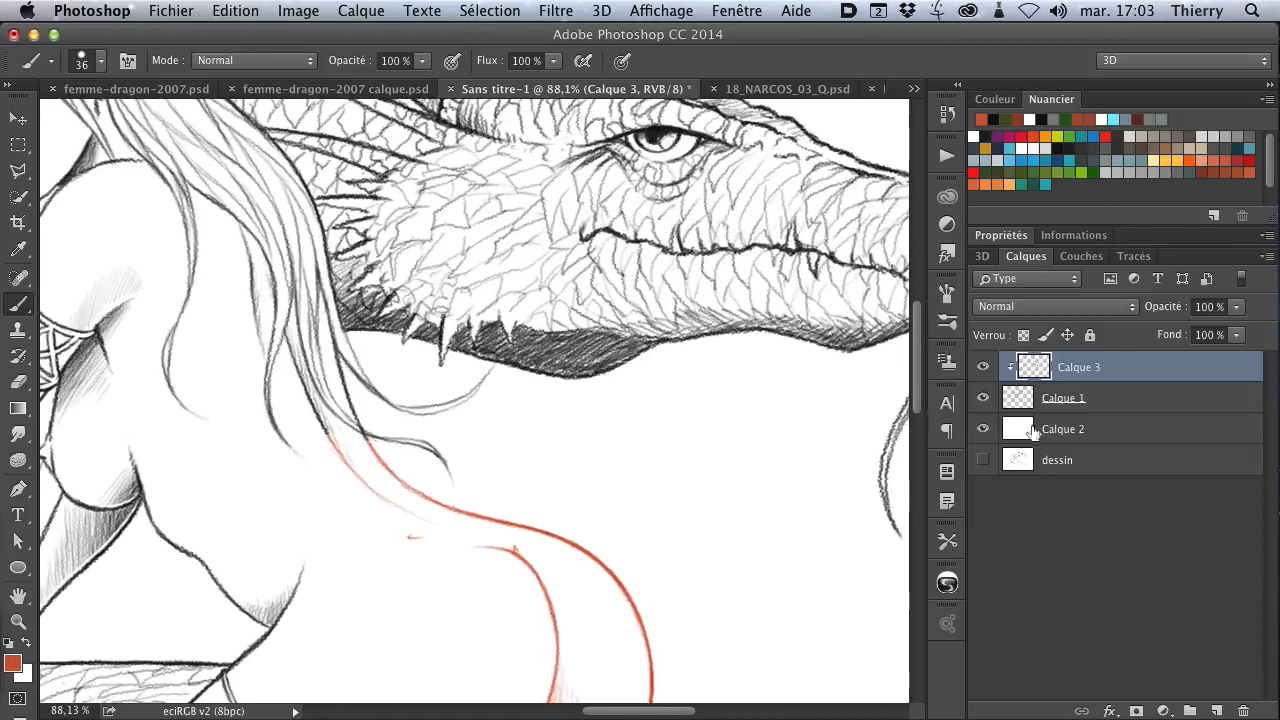 Photoshop Fichier Edition Image Calque Texte Sélection Filtre 3D Affichage Fenêtre Aide 2 mar. 17:03 Thierry
Adobe Photoshop CC 2014
36 Mode : Normal Opacité : 100 % Flux : 100 % 3D
femme-dragon-2007.psd femme-dragon-2007 calque.psd Sans titre-1 @ 88,1% (Calque 3, RVB/8) * 18_NARCOS_03_Q.psd
Couleur Nuancier
Propriétés Informations
3D Calques Couches Tracés
Type T
Normal Opacité : 100 %
Verrou : Fond : 100 %
Calque 3
Calque 1
Calque 2
dessin
88,13 % eciRGB v2 (8bpc)